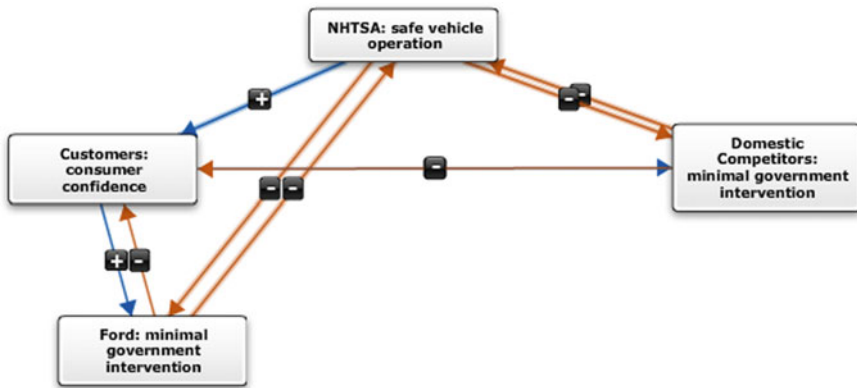 NHTSA: safe vehicle
operation
+
-
-
Customers:
consumer
confidence
-
Domestic
Competitors:
minimal government
intervention
-
-
+
-
Ford: minimal
government
intervention